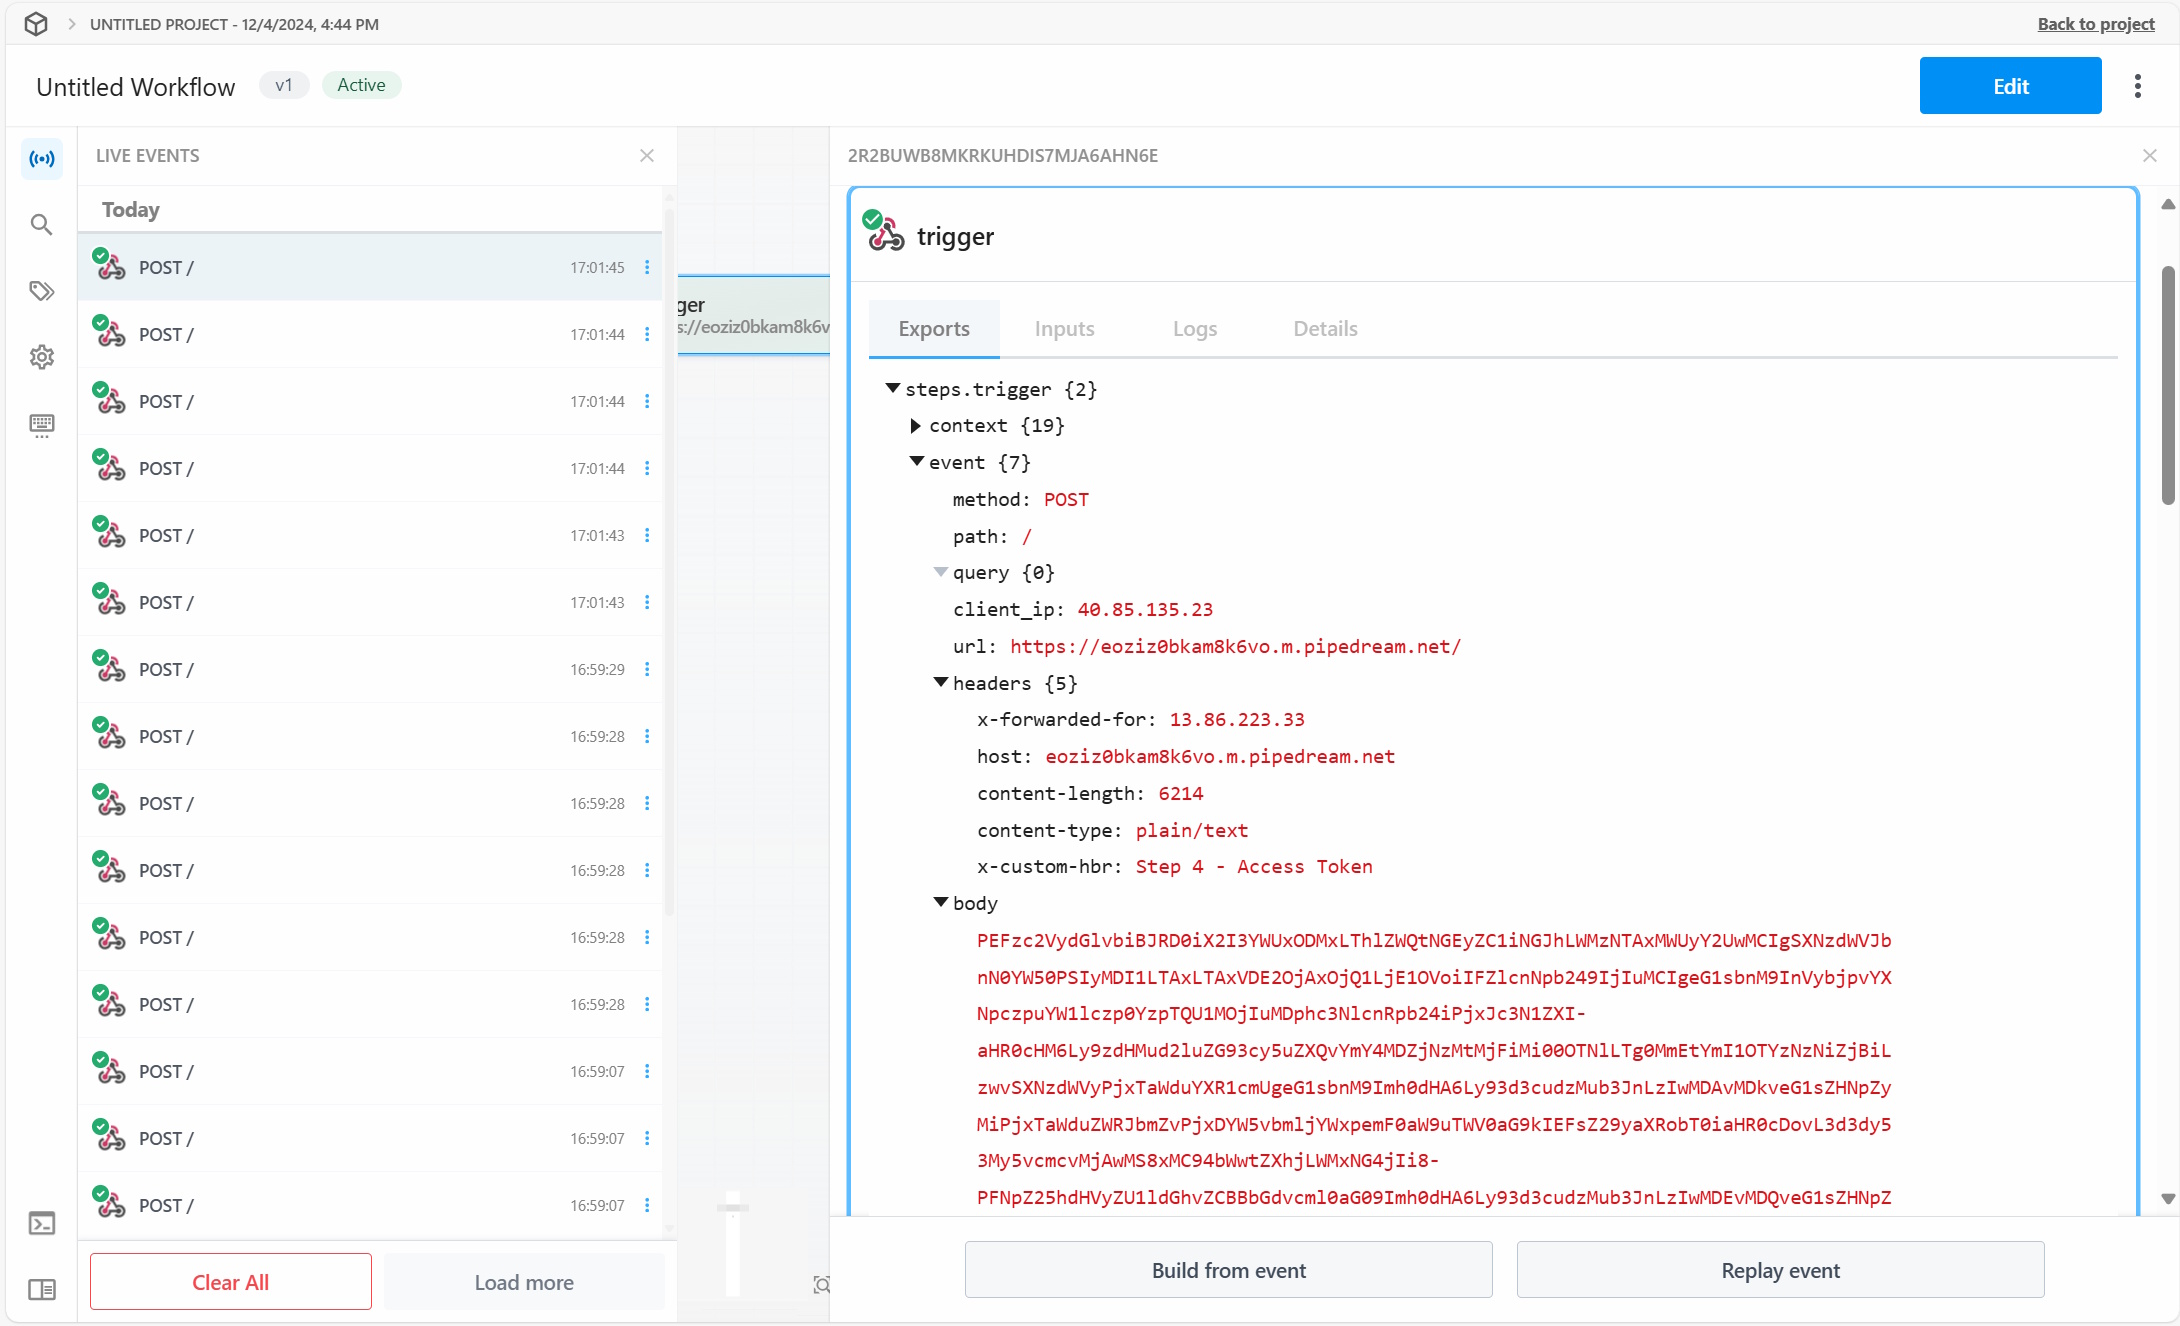 UNTITLED PROJECT - 12/4/2024, 4:44 PM
Back to project
Untitled Workflow
v1
Active
Edit
LIVE EVENTS
Today
POST / 17:01:45
POST / 17:01:44
POST / 17:01:44
POST / 17:01:44
POST / 17:01:43
POST / 17:01:43
POST / 16:59:29
POST / 16:59:28
POST / 16:59:28
POST / 16:59:28
POST / 16:59:28
POST / 16:59:28
POST / 16:59:07
POST / 16:59:07
POST / 16:59:07
Clear All
Load more
ger
s://eoziz0bkam8k6v
2R2BUWB8MKRKUHDIS7MJA6AHN6E
trigger
Exports Inputs Logs Details
steps.trigger {2}
context {19}
event {7}
method: POST
path: /
query {0}
client_ip: 40.85.135.23
url: https://eoziz0bkam8k6vo.m.pipedream.net/
headers {5}
x-forwarded-for: 13.86.223.33
host: eoziz0bkam8k6vo.m.pipedream.net
content-length: 6214
content-type: plain/text
x-custom-hbr: Step 4 - Access Token
body
PEFzc2VydGlvbiBJRD0iX2I3YWUxODMxLThlZWQtNGEyZC1iNGJhLWMzNTAxMWUyY2UwMCIgSXNzdWVJb
nN0YW50PSIyMDI1LTAxLTAxVDE2OjAxOjQ1LjE1OVoiIFZlcnNpb249IjIuMCIgeG1sbnM9InVybjpvYX
NpczpuYW1lczp0YzpTQU1MOjIuMDphc3NlcnRpb24iPjxJc3N1ZXI-
aHR0cHM6Ly9zdHMud2luZG93cy5uZXQvYmY4MDZjNzMtMjFiMi00OTNlLTg0MmEtYmI1OTYzNzNiZjBiL
zwvSXNzdWVyPjxTaWduYXR1cmUgeG1sbnM9Imh0dHA6Ly93d3cudzMub3JnLzIwMDAvMDkveG1sZHNpZy
MiPjxTaWduZWRJbmZvPjxDYW5vbmljYWxpemF0aW9uTWV0aG9kIEFsZ29yaXRobT0iaHR0cDovL3d3dy5
3My5vcmcvMjAwMS8xMC94bWwtZXhjLWMxNG4jIi8-
PFNpZ25hdHVyZU1ldGhvZCBBbGdvcml0aG09Imh0dHA6Ly93d3cudzMub3JnLzIwMDEvMDQveG1sZHNpZ
Build from event
Replay event